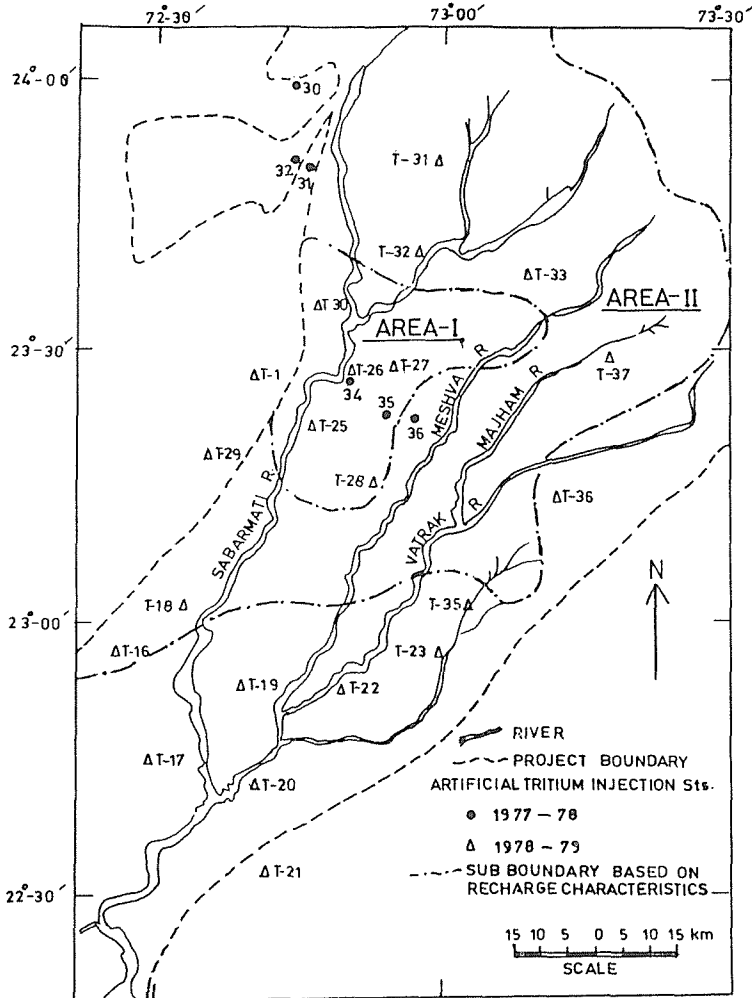 72°-30′ 73°00′ 73°-30′
24°-00′
30
32
31
T-31 Δ
T-32 Δ
Δ T-33
Δ T 30
AREA-I
AREA-II
23°-30′
Δ T-1
Δ T-26
Δ T-27
34
T-37
35
36
MESHVA R
MAJHAM R
Δ T-25
Δ T-29
T-28 Δ
SABARMATI R.
Δ T-36
VATRAK R
N
T-18 Δ
T-35 Δ
23°-00′
Δ T-16
T-23 Δ
Δ T-19
Δ T-22
Δ T-17
Δ T-20
Δ T-21
RIVER
PROJECT BOUNDARY
ARTIFICIAL TRITIUM INJECTION Sts.
1977 - 78
Δ 1978 - 79
SUB BOUNDARY BASED ON
RECHARGE CHARACTERISTICS
22°-30′
15 10 5 0 5 10 15 km
SCALE